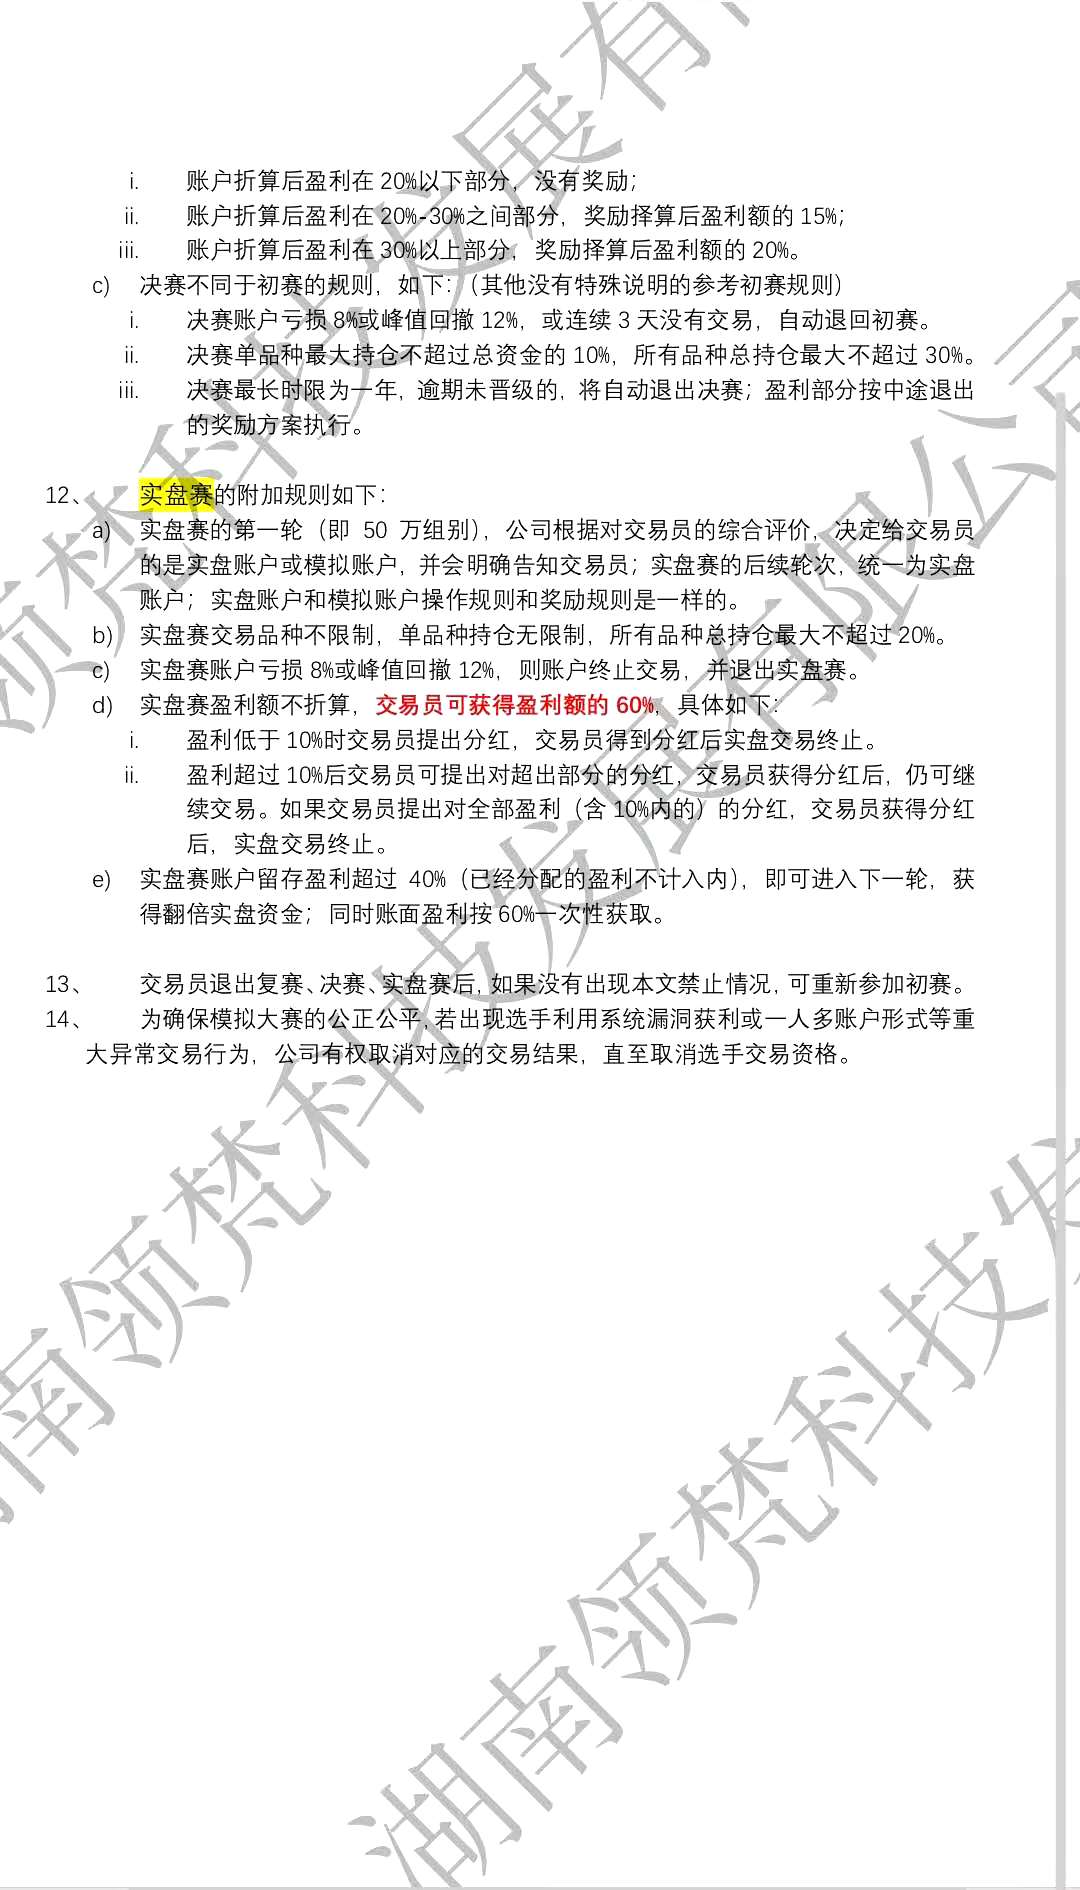 i. 账户折算后盈利在 20%以下部分，没有奖励；
ii. 账户折算后盈利在 20%-30%之间部分，奖励择算后盈利额的 15%；
iii. 账户折算后盈利在 30%以上部分，奖励择算后盈利额的 20%。
c) 决赛不同于初赛的规则，如下：（其他没有特殊说明的参考初赛规则）
i. 决赛账户亏损 8%或峰值回撤 12%，或连续 3 天没有交易，自动退回初赛。
ii. 决赛单品种最大持仓不超过总资金的 10%，所有品种总持仓最大不超过 30%。
iii. 决赛最长时限为一年，逾期未晋级的，将自动退出决赛；盈利部分按中途退出
的奖励方案执行。
12、 实盘赛的附加规则如下：
a) 实盘赛的第一轮（即 50 万组别），公司根据对交易员的综合评价，决定给交易员
的是实盘账户或模拟账户，并会明确告知交易员；实盘赛的后续轮次，统一为实盘
账户；实盘账户和模拟账户操作规则和奖励规则是一样的。
b) 实盘赛交易品种不限制，单品种持仓无限制，所有品种总持仓最大不超过 20%。
c) 实盘赛账户亏损 8%或峰值回撤 12%，则账户终止交易，并退出实盘赛。
d) 实盘赛盈利额不折算，交易员可获得盈利额的 60%，具体如下：
i. 盈利低于 10%时交易员提出分红，交易员得到分红后实盘交易终止。
ii. 盈利超过 10%后交易员可提出对超出部分的分红，交易员获得分红后，仍可继
续交易。如果交易员提出对全部盈利（含 10%内的）的分红，交易员获得分红
后，实盘交易终止。
e) 实盘赛账户留存盈利超过 40%（已经分配的盈利不计入内），即可进入下一轮，获
得翻倍实盘资金；同时账面盈利按 60%一次性获取。
13、 交易员退出复赛、决赛、实盘赛后，如果没有出现本文禁止情况，可重新参加初赛。
14、 为确保模拟大赛的公正公平，若出现选手利用系统漏洞获利或一人多账户形式等重
大异常交易行为，公司有权取消对应的交易结果，直至取消选手交易资格。
领梵科技发展有
湖南领梵科技发展有限公司
湖南领梵科技发